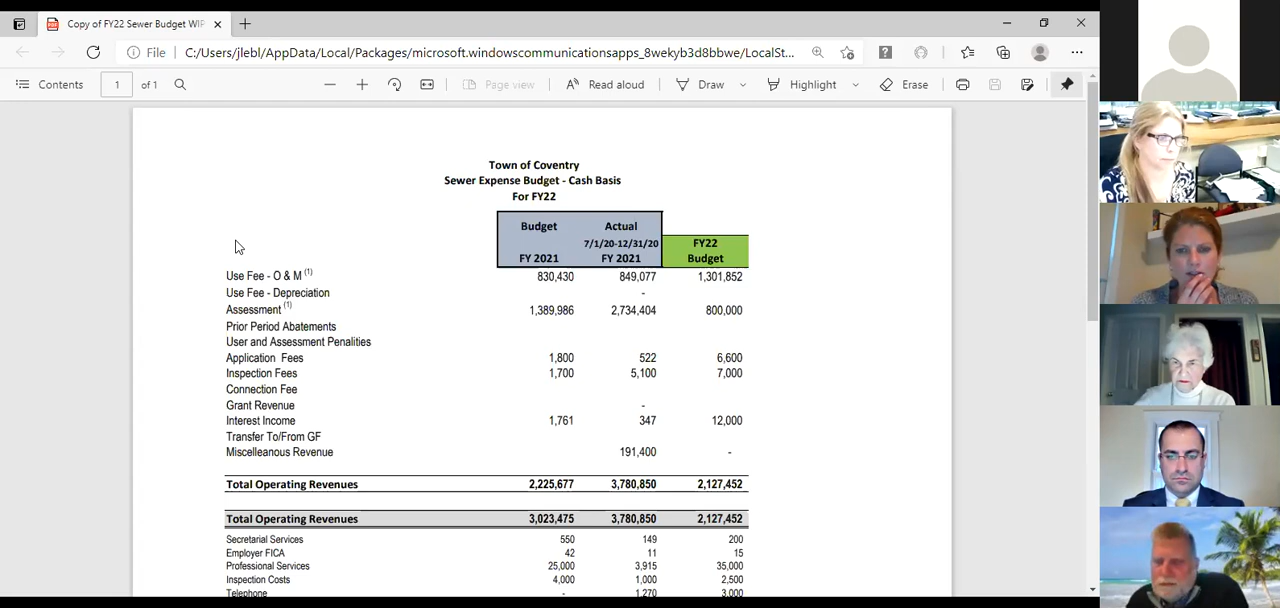 Copy of FY22 Sewer Budget WIP
File C:/Users/jlebl/AppData/Local/Packages/microsoft.windowscommunicationsapps_8wekyb3d8bbwe/LocalSt...
Contents 1 of 1 Page view Read aloud Draw Highlight Erase
Town of Coventry
Sewer Expense Budget - Cash Basis
For FY22
Budget Actual
7/1/20-12/31/20 FY22
FY 2021 FY 2021 Budget
Use Fee - O & M (1) 830,430 849,077 1,301,852
Use Fee - Depreciation -
Assessment (1) 1,389,986 2,734,404 800,000
Prior Period Abatements
User and Assessment Penalities
Application Fees 1,800 522 6,600
Inspection Fees 1,700 5,100 7,000
Connection Fee
Grant Revenue -
Interest Income 1,761 347 12,000
Transfer To/From GF
Miscelleanous Revenue 191,400 -
Total Operating Revenues 2,225,677 3,780,850 2,127,452
Total Operating Revenues 3,023,475 3,780,850 2,127,452
Secretarial Services 550 149 200
Employer FICA 42 11 15
Professional Services 25,000 3,915 35,000
Inspection Costs 4,000 1,000 2,500
Telephone - 1,270 3,000